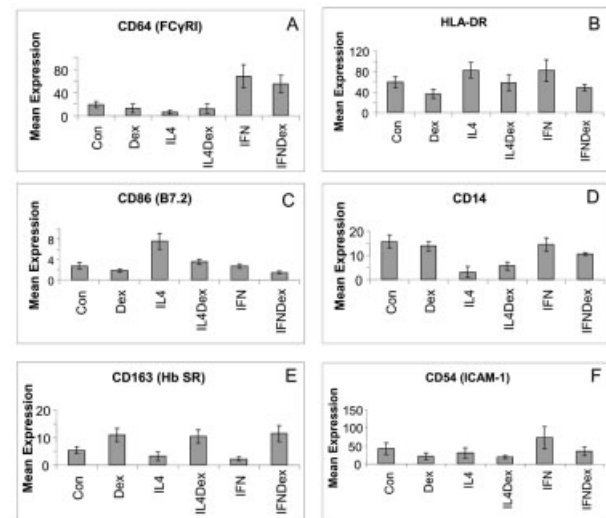 CD64 (FCγRI) A
Mean Expression
80
40
0
Con Dex IL4 IL4Dex IFN IFNDex
HLA-DR B
Mean Expression
120
80
40
0
Con Dex IL4 IL4Dex IFN IFNDex
CD86 (B7.2) C
Mean Expression
8
4
0
Con Dex IL4 IL4Dex IFN IFNDex
CD14 D
Mean Expression
20
10
0
Con Dex IL4 IL4Dex IFN IFNDex
CD163 (Hb SR) E
Mean Expression
20
10
0
Con Dex IL4 IL4Dex IFN IFNDex
CD54 (ICAM-1) F
Mean Expression
150
100
50
0
Con Dex IL4 IL4Dex IFN IFNDex